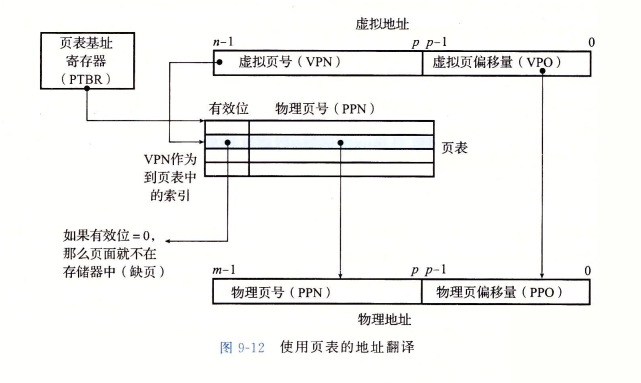 虚拟地址
页表基址
寄存器
（PTBR）
n-1 p p-1 0
虚拟页号（VPN） 虚拟页偏移量（VPO）
有效位 物理页号（PPN）
页表
VPN作为
到页表中
的索引
如果有效位=0，
那么页面就不在
存储器中（缺页）
m-1 p p-1 0
物理页号（PPN） 物理页偏移量（PPO）
物理地址
图 9-12 使用页表的地址翻译